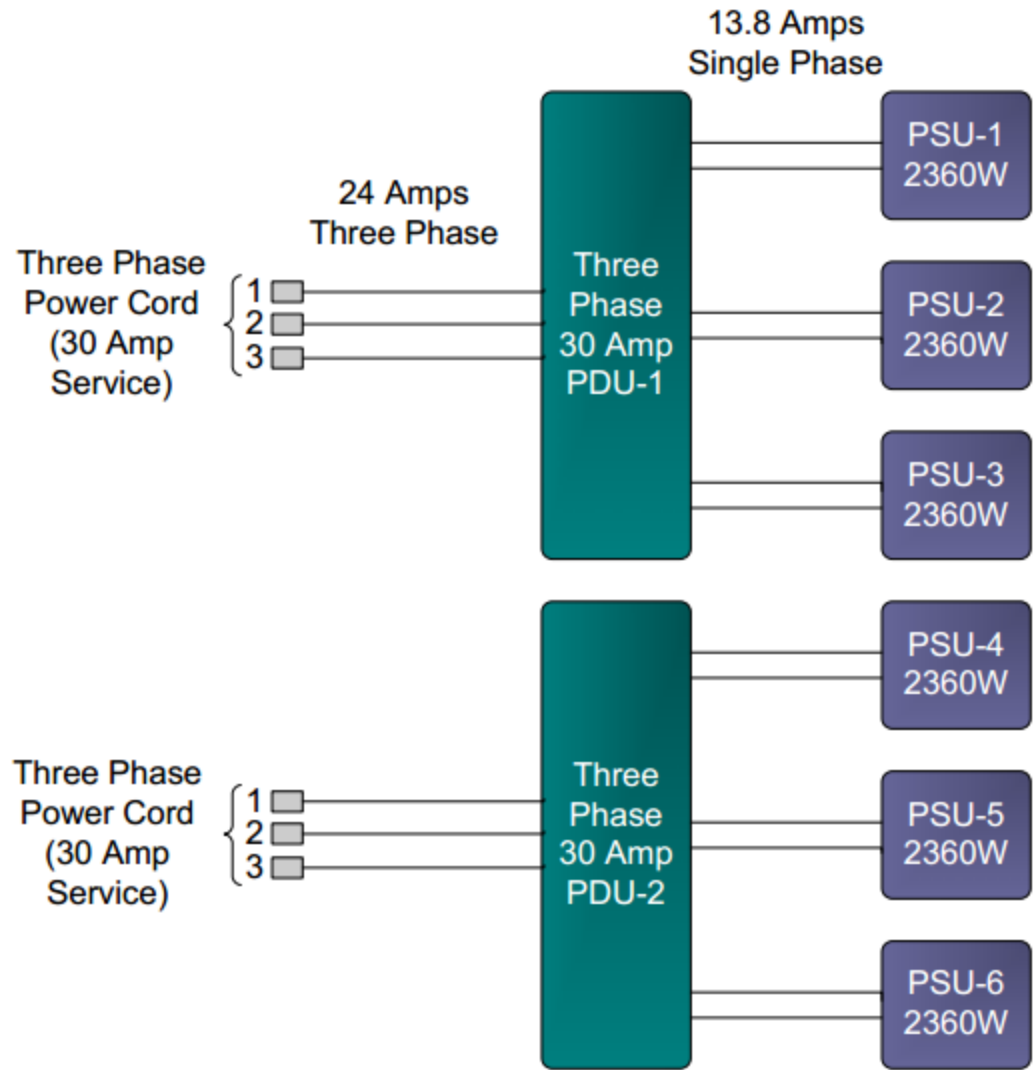 13.8 Amps
Single Phase
PSU-1
2360W
24 Amps
Three Phase
Three Phase
Power Cord
(30 Amp
Service)
1
2
3
Three
Phase
30 Amp
PDU-1
PSU-2
2360W
PSU-3
2360W
PSU-4
2360W
Three Phase
Power Cord
(30 Amp
Service)
1
2
3
Three
Phase
30 Amp
PDU-2
PSU-5
2360W
PSU-6
2360W